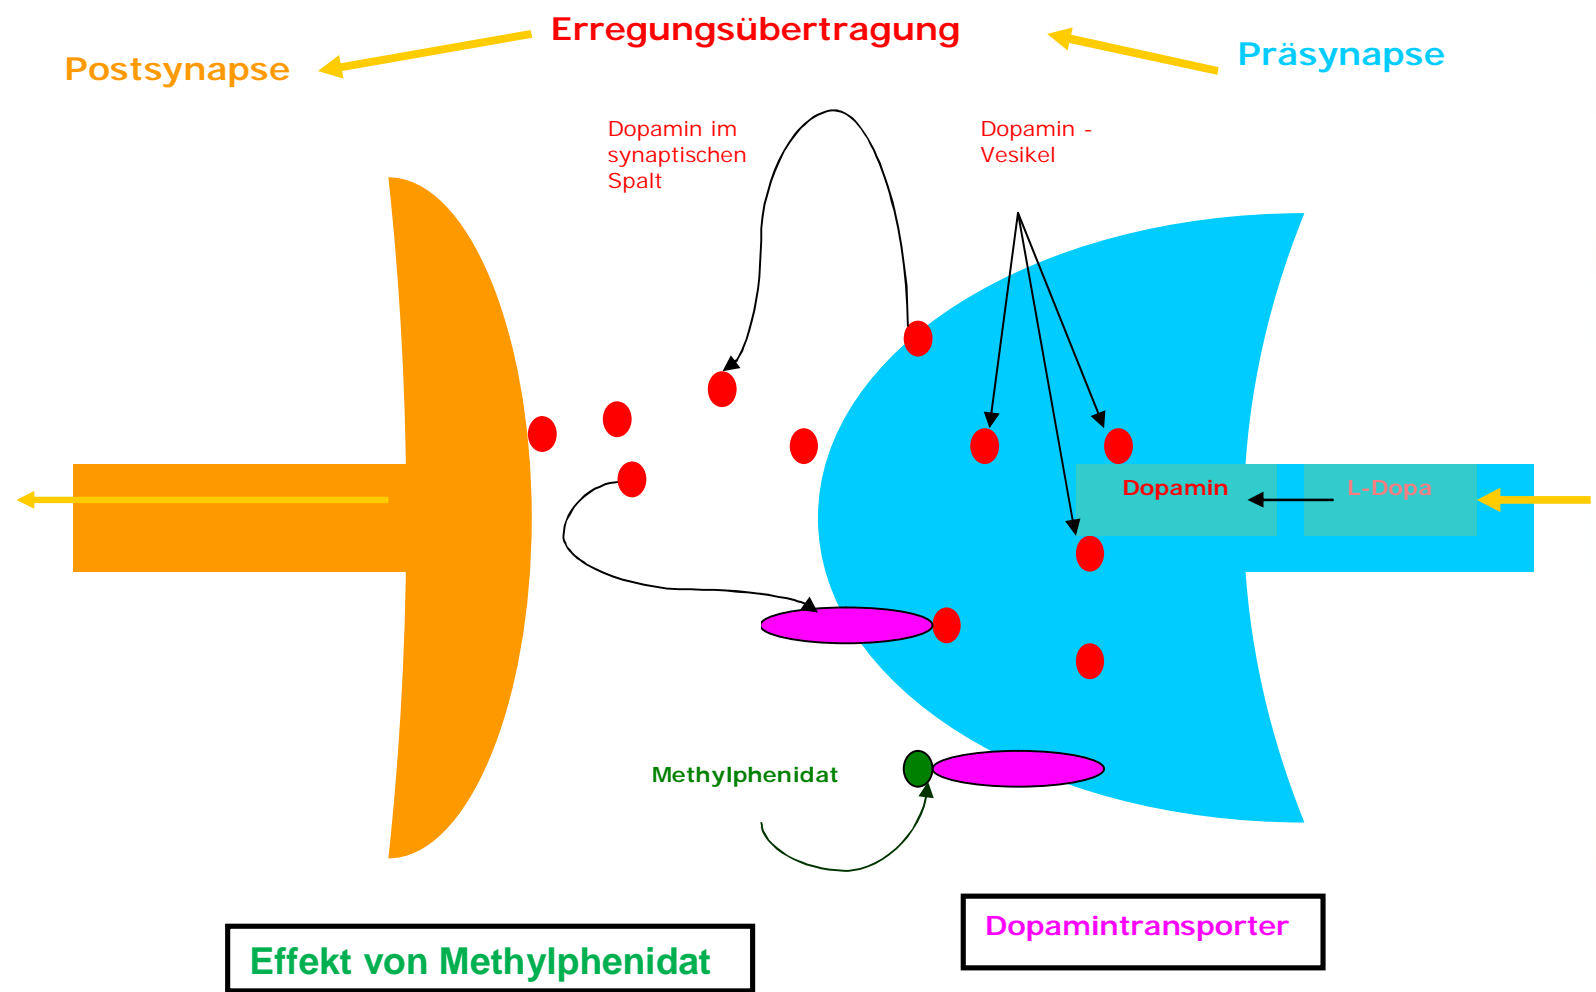 Erregungsübertragung
Postsynapse
Präsynapse
Dopamin im
synaptischen
Spalt
Dopamin -
Vesikel
Dopamin
L-Dopa
Methylphenidat
Dopamintransporter
Effekt von Methylphenidat